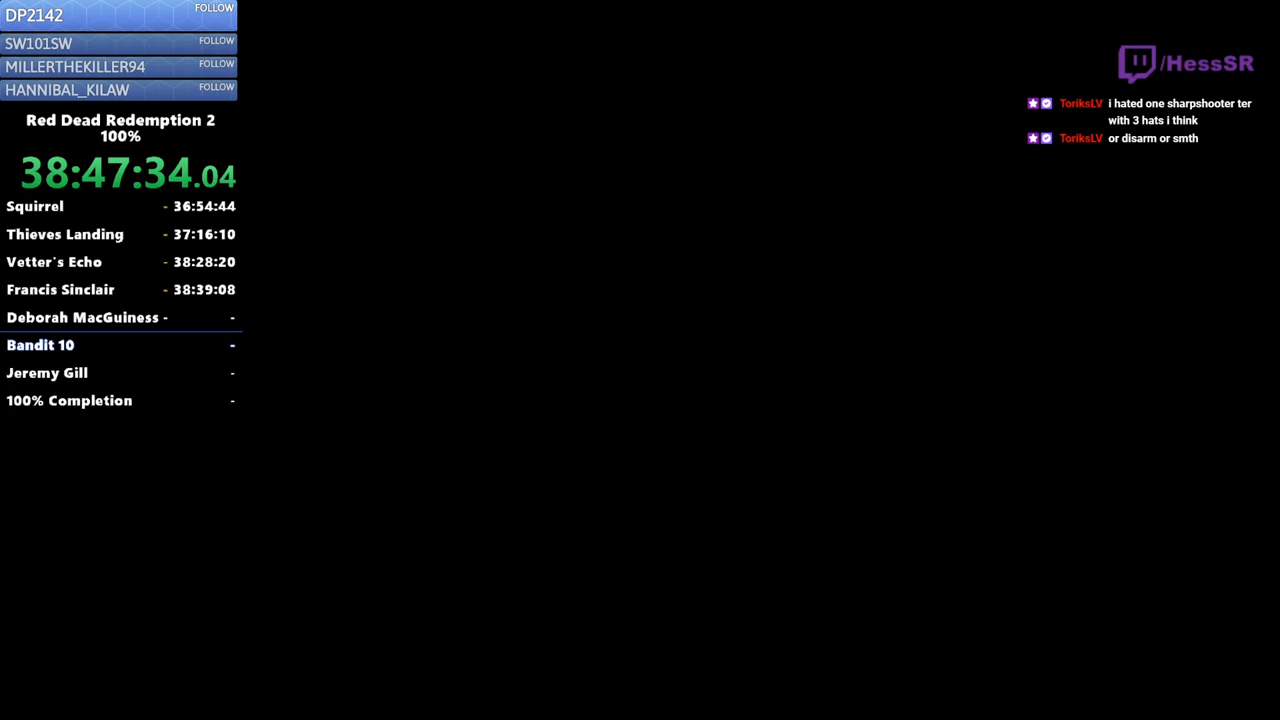 DP2142 FOLLOW
SW101SW FOLLOW
MILLERTHEKILLER94 FOLLOW
HANNIBAL_KILAW FOLLOW
Red Dead Redemption 2
100%
38:47:34.04
Squirrel - 36:54:44
Thieves Landing - 37:16:10
Vetter's Echo - 38:28:20
Francis Sinclair - 38:39:08
Deborah MacGuiness - -
Bandit 10 -
Jeremy Gill -
100% Completion -
/HessSR
ToriksLV i hated one sharpshooter ter
with 3 hats i think
ToriksLV or disarm or smth